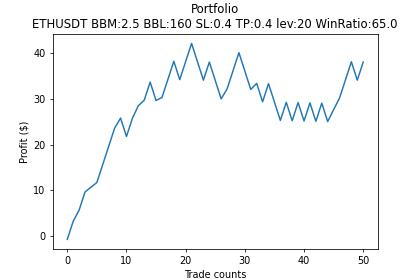 Portfolio
ETHUSDT BBM:2.5 BBL:160 SL:0.4 TP:0.4 lev:20 WinRatio:65.0
40
30
20
10
0
Profit ($)
0 10 20 30 40 50
Trade counts